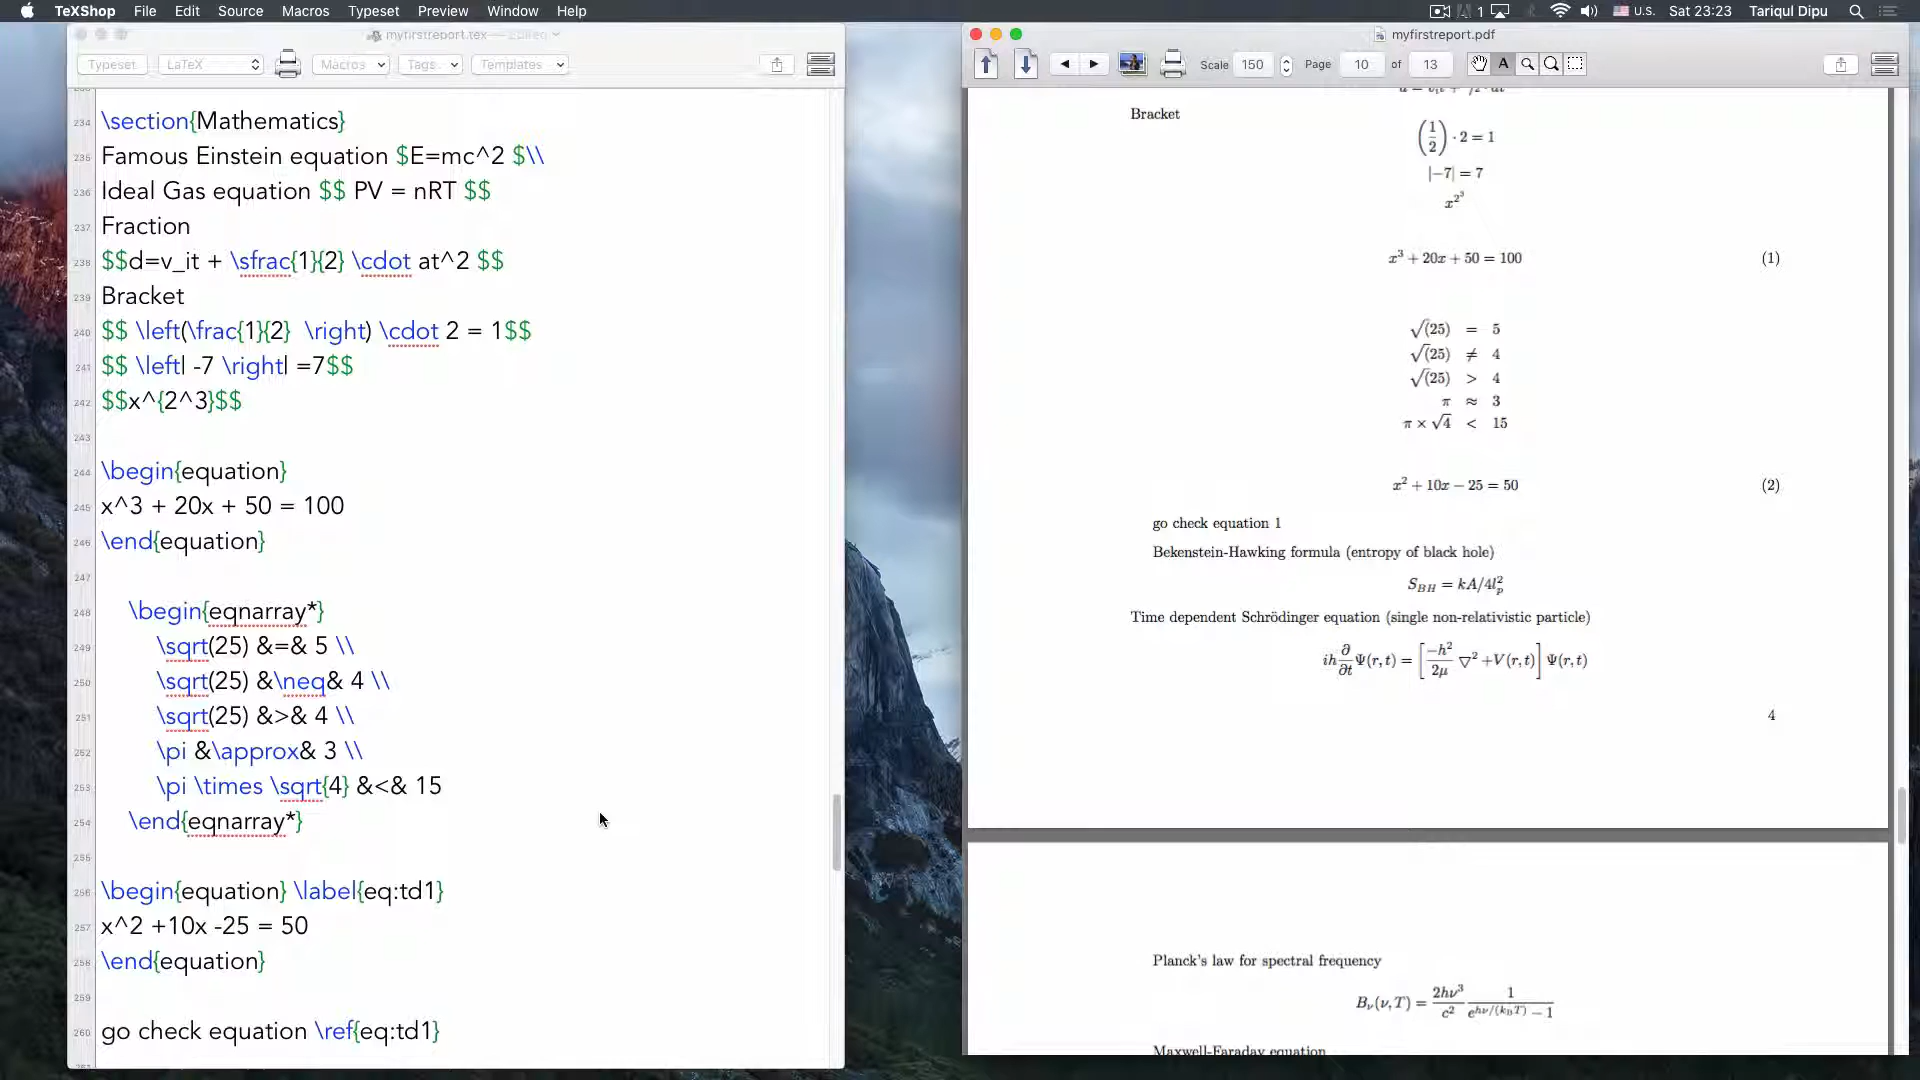 TeXShop File Edit Source Macros Typeset Preview Window Help 1 U.S. Sat 23:23 Tariqul Dipu
myfirstreport.tex — Edited
Typeset LaTeX Macros Tags Templates
234 \section{Mathematics}
235 Famous Einstein equation $E=mc^2 $\\
236 Ideal Gas equation $$ PV = nRT $$
237 Fraction
238 $$d=v_it + \sfrac{1}{2} \cdot at^2 $$
239 Bracket
240 $$ \left(\frac{1}{2} \right) \cdot 2 = 1$$
241 $$ \left| -7 \right| =7$$
242 $$x^{2^3}$$
243
244 \begin{equation}
245 x^3 + 20x + 50 = 100
246 \end{equation}
247
248 \begin{eqnarray*}
249 \sqrt(25) &=& 5 \\
250 \sqrt(25) &\neq& 4 \\
251 \sqrt(25) &>& 4 \\
252 \pi &\approx& 3 \\
253 \pi \times \sqrt{4} &<& 15
254 \end{eqnarray*}
255
256 \begin{equation} \label{eq:td1}
257 x^2 +10x -25 = 50
258 \end{equation}
259
260 go check equation \ref{eq:td1}
myfirstreport.pdf
Scale 150 Page 10 of 13 A
Bracket
(1/2) · 2 = 1
|−7| = 7
x^{2^3}
x³ + 20x + 50 = 100 (1)
√(25) = 5
√(25) ≠ 4
√(25) > 4
π ≈ 3
π × √4 < 15
x² + 10x − 25 = 50 (2)
go check equation 1
Bekenstein-Hawking formula (entropy of black hole)
S_{BH} = kA/4l_p^2
Time dependent Schrödinger equation (single non-relativistic particle)
ih ∂/∂t Ψ(r, t) = [−h²/2μ ▽² +V(r, t)] Ψ(r, t)
4
Planck's law for spectral frequency
B_ν(ν, T) = 2hν³/c² 1/(e^{hν/(k_B T)} − 1)
Maxwell-Faraday equation